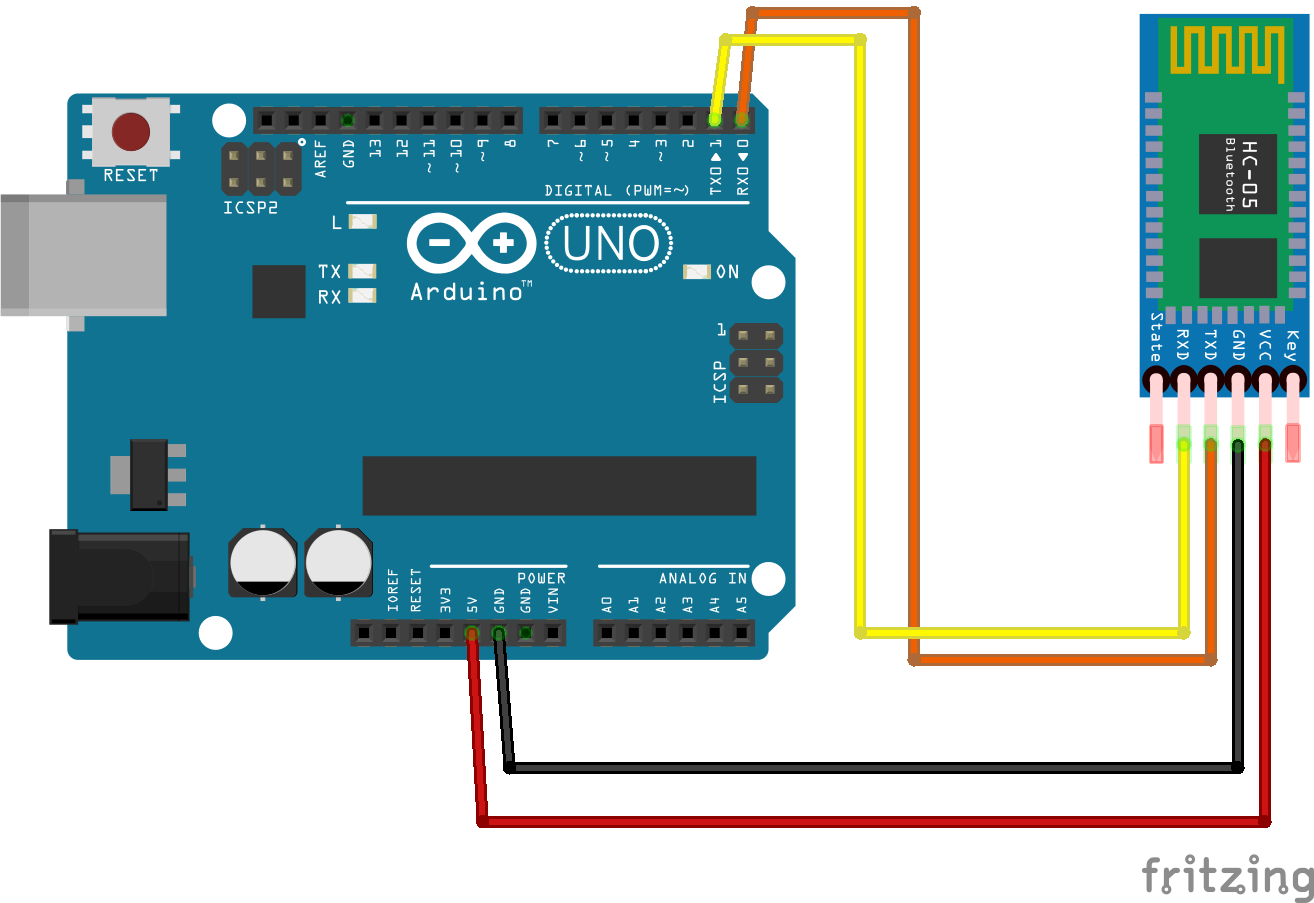 RESET
ICSP2
AREF
GND
13
12
~11
~10
~9
8
7
~6
~5
4
~3
2
TX0▶1
RX0◀0
DIGITAL (PWM=~)
L
TX
RX
UNO
Arduino™
ON
1
ICSP
HC-05
Bluetooth
State
RXD
TXD
GND
VCC
Key
POWER
ANALOG IN
IOREF
RESET
3V3
5V
GND
GND
VIN
A0
A1
A2
A3
A4
A5
fritzing